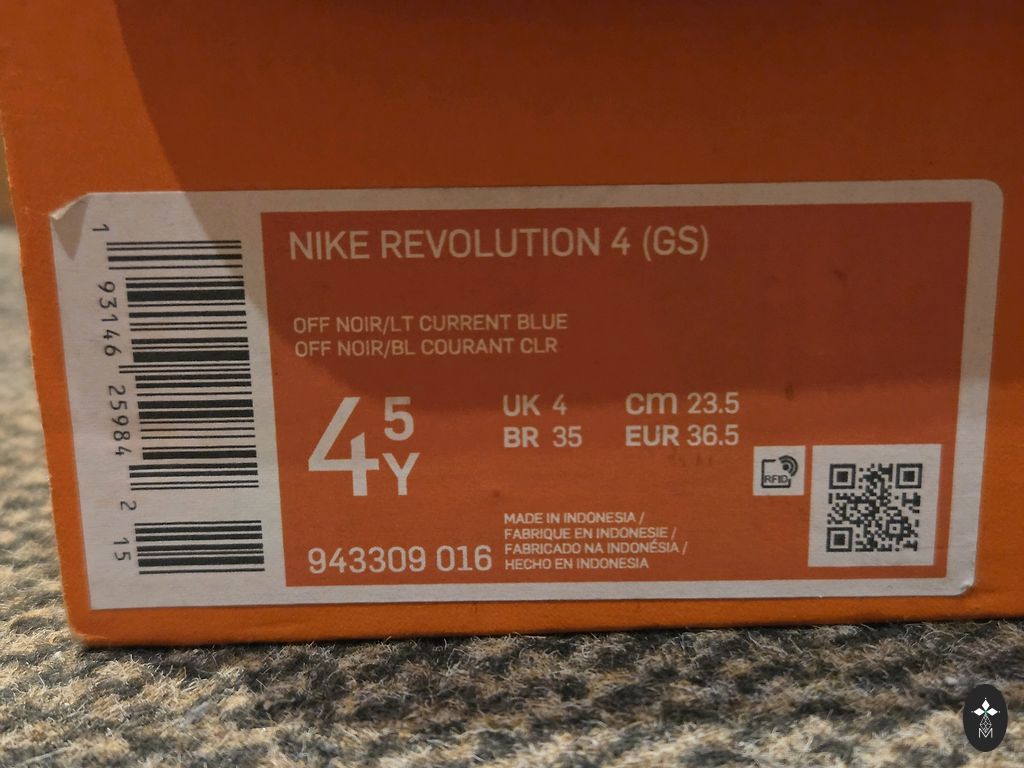 NIKE REVOLUTION 4 (GS)
OFF NOIR/LT CURRENT BLUE
OFF NOIR/BL COURANT CLR
4 5 Y
UK 4
BR 35
cm 23.5
EUR 36.5
RFID
943309 016
MADE IN INDONESIA /
FABRIQUE EN INDONESIE /
FABRICADO NA INDONÉSIA /
HECHO EN INDONESIA
1 93146 25984 2 15
M